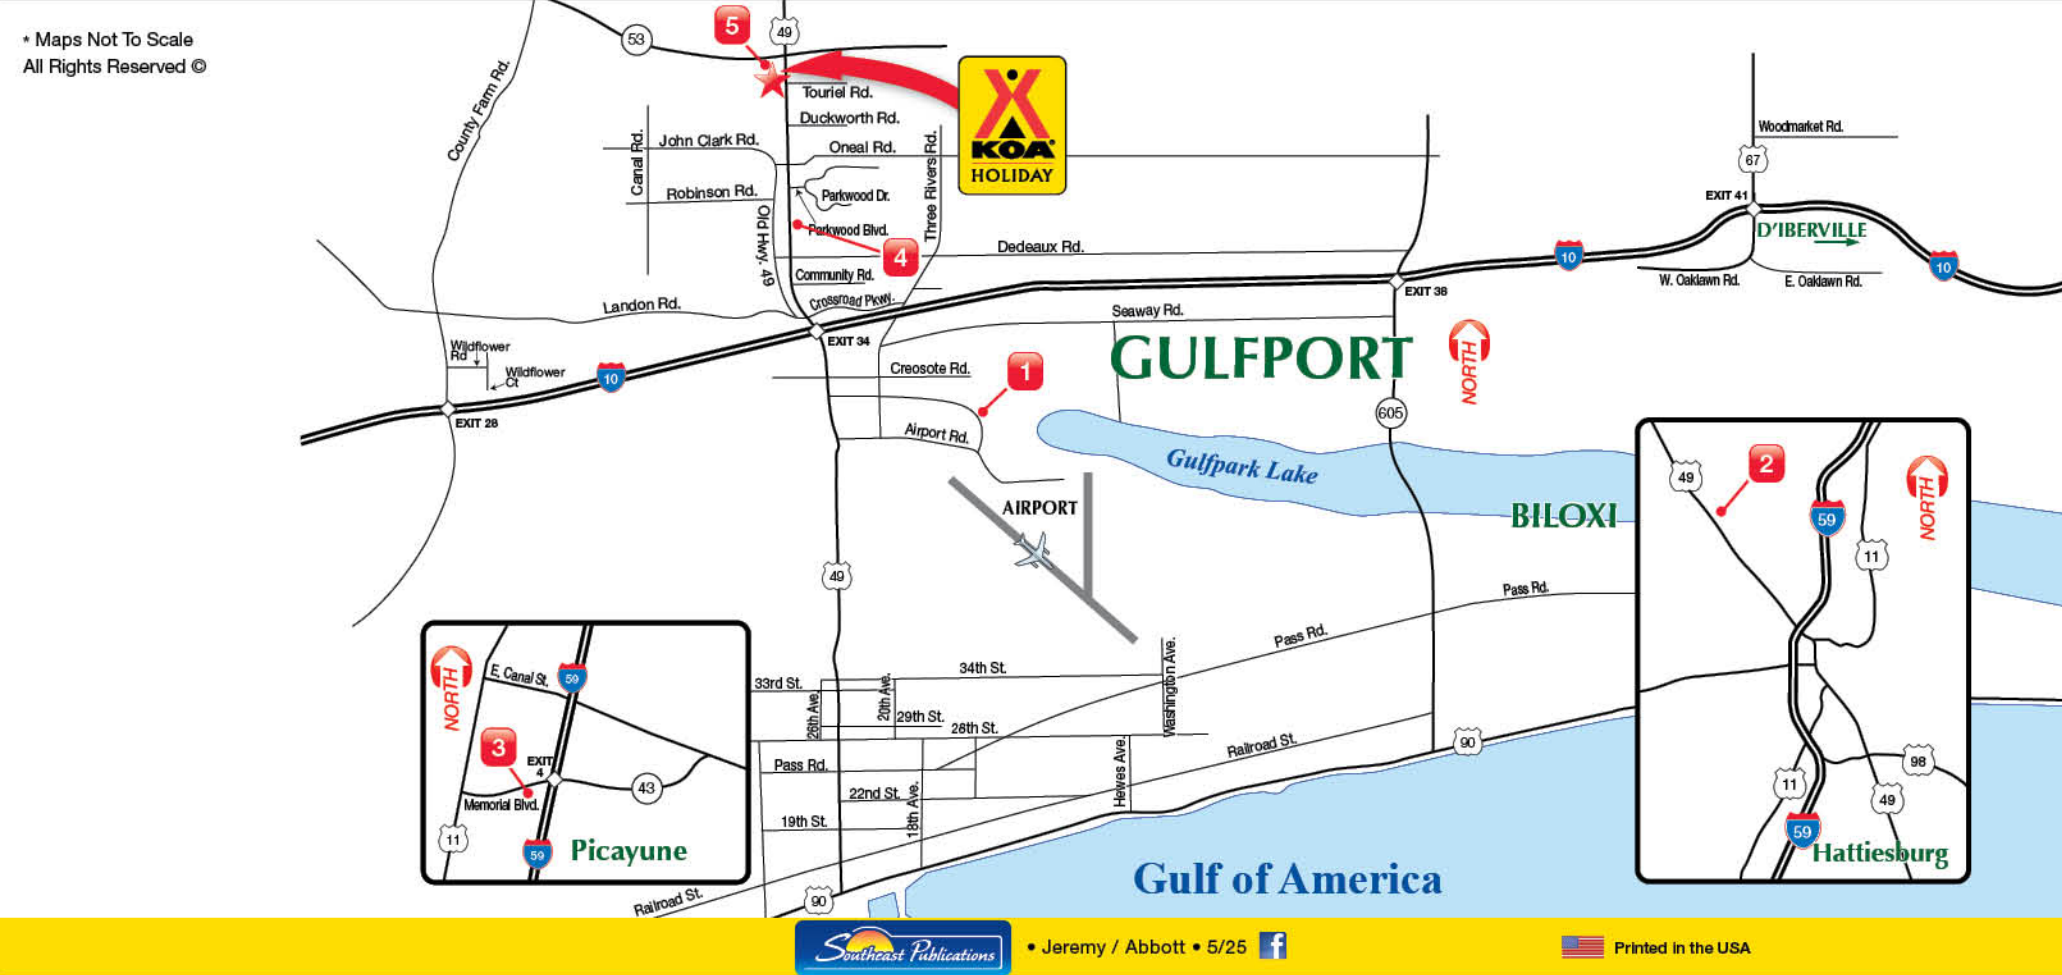 * Maps Not To Scale
All Rights Reserved ©
53
5
49
County Farm Rd.
Touriel Rd.
Duckworth Rd.
KOA®
HOLIDAY
Canal Rd.
John Clark Rd.
Oneal Rd.
Three Rivers Rd.
Robinson Rd.
Parkwood Dr.
Old Hwy. 49
Parkwood Blvd.
4
Dedeaux Rd.
Community Rd.
Crossroad Pkwy.
Landon Rd.
Woodmarket Rd.
67
EXIT 41
D'IBERVILLE
10
10
W. Oaklawn Rd.
E. Oaklawn Rd.
EXIT 38
Seaway Rd.
EXIT 34
GULFPORT
NORTH
Wildflower
Rd
Wildflower
Ct
10
EXIT 28
Creosote Rd.
1
605
Airport Rd.
Gulfpark Lake
AIRPORT
BILOXI
49
Pass Rd.
Pass Rd.
33rd St.
34th St.
26th Ave.
20th Ave.
29th St.
28th St.
Washington Ave.
Railroad St.
90
Pass Rd.
Hewes Ave.
22nd St.
18th Ave.
19th St.
Railroad St.
90
Gulf of America
NORTH
E. Canal St.
59
3
EXIT
4
43
Memorial Blvd.
11
59
Picayune
49
2
NORTH
59
11
98
11
49
59
Hattiesburg
Southeast Publications
• Jeremy / Abbott • 5/25
f
Printed in the USA